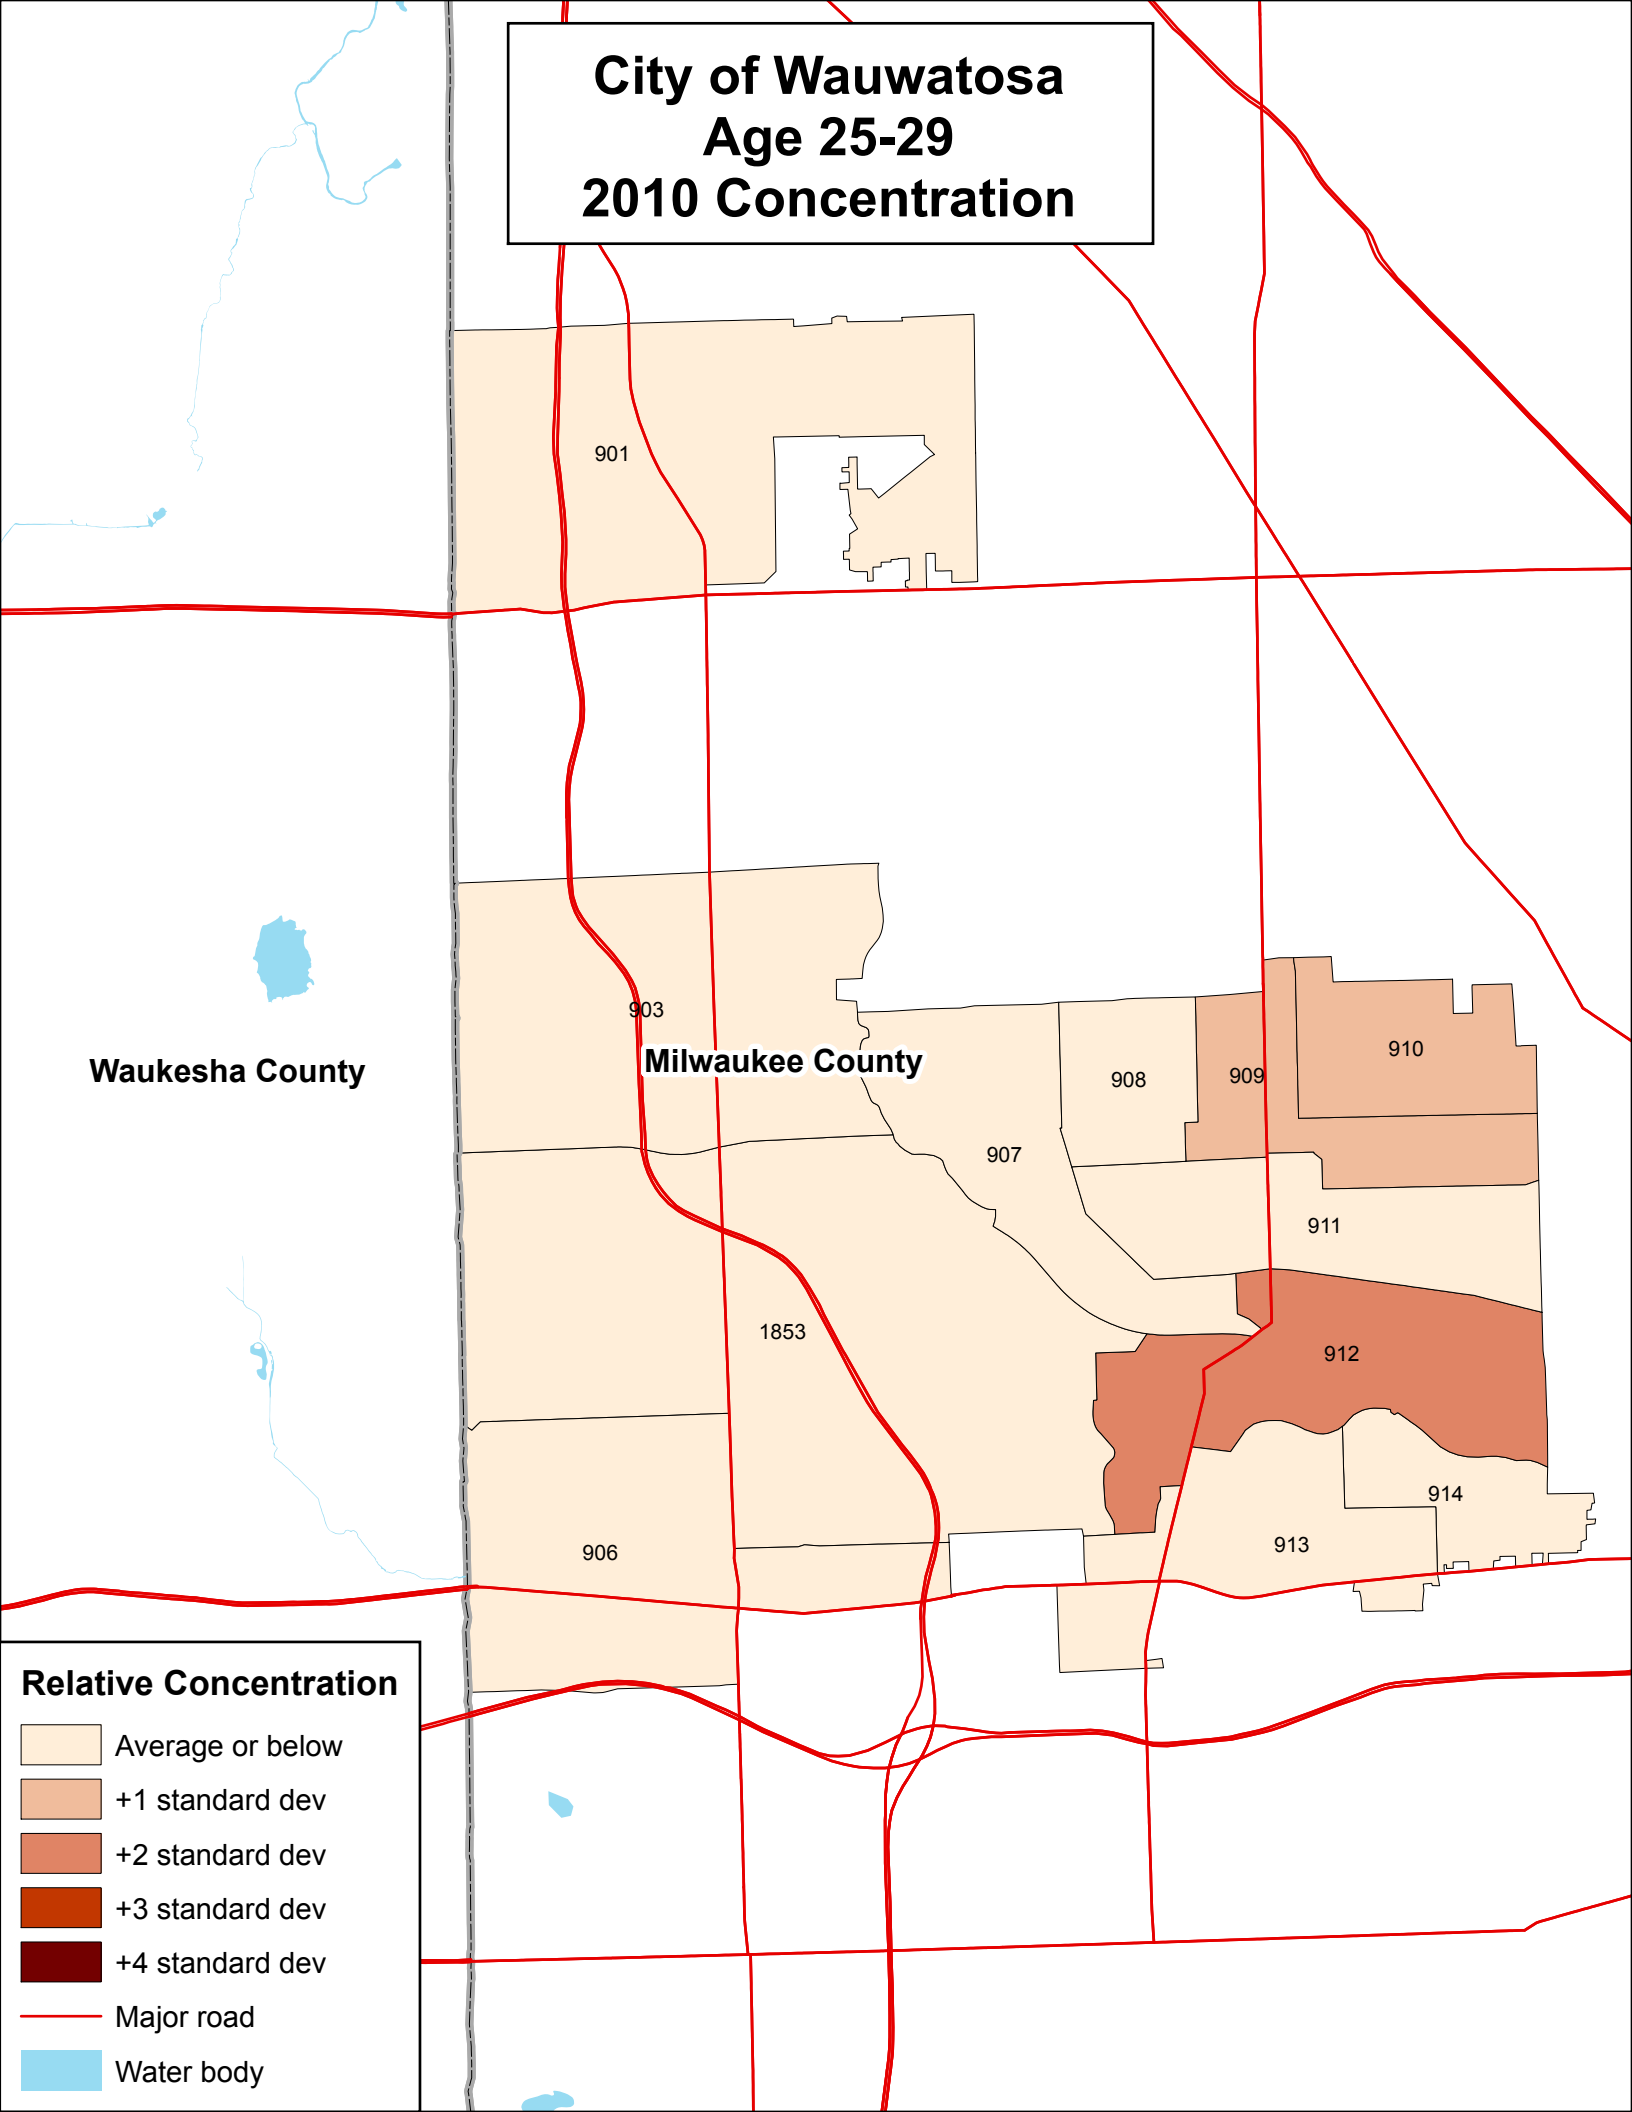 City of Wauwatosa
Age 25-29
2010 Concentration
901
903
Milwaukee County
Waukesha County
910
909
908
907
911
1853
912
914
913
906
Relative Concentration
Average or below
+1 standard dev
+2 standard dev
+3 standard dev
+4 standard dev
Major road
Water body